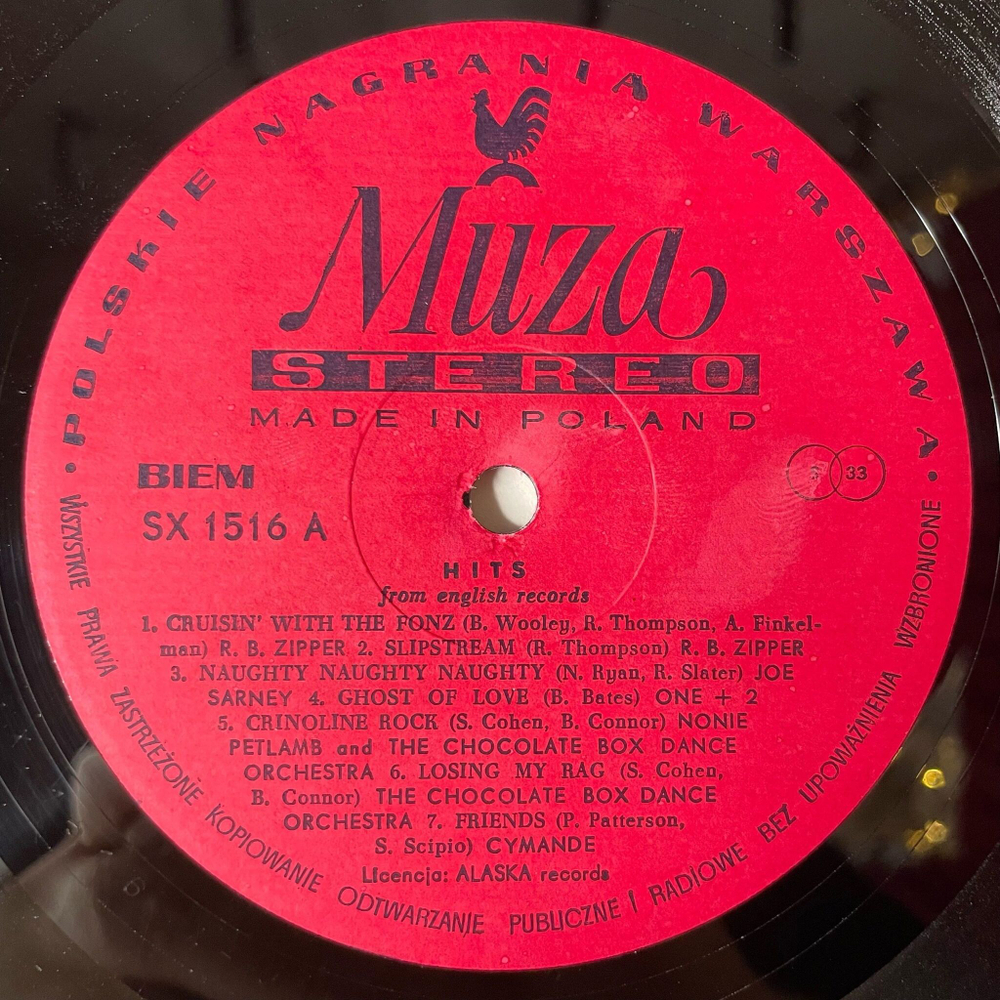 • POLSKIE NAGRANIA WARSZAWA •
Muza
STEREO
MADE IN POLAND
BIEM
SX 1516 A
S 33
HITS
from english records
1. CRUISIN' WITH THE FONZ (B. Wooley, R. Thompson, A. Finkel-
man) R. B. ZIPPER 2. SLIPSTREAM (R. Thompson) R. B. ZIPPER
3. NAUGHTY NAUGHTY NAUGHTY (N. Ryan, R. Slater) JOE
SARNEY 4. GHOST OF LOVE (B. Bates) ONE + 2
5. CRINOLINE ROCK (S. Cohen, B. Connor) NONIE
PETLAMB and THE CHOCOLATE BOX DANCE
ORCHESTRA 6. LOSING MY RAG (S. Cohen,
B. Connor) THE CHOCOLATE BOX DANCE
ORCHESTRA 7. FRIENDS (P. Patterson,
S. Scipio) CYMANDE
Licencja: ALASKA records
WSZYSTKIE PRAWA ZASTRZEŻONE KOPIOWANIE ODTWARZANIE PUBLICZNE I RADIOWE BEZ UPOWAŻNIENIA WZBRONIONE